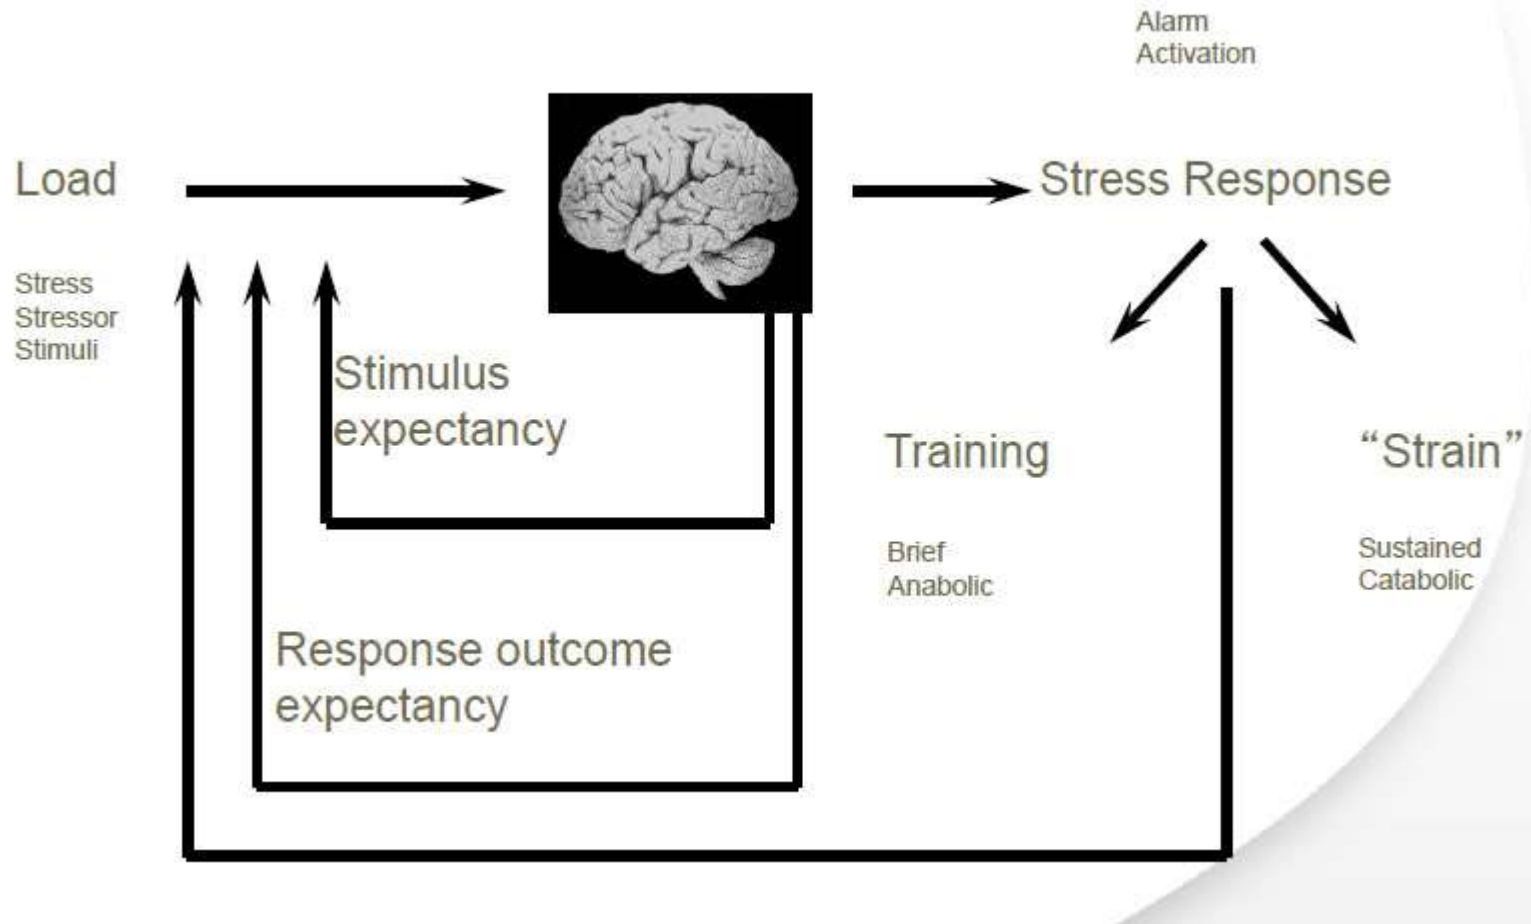 Alarm
Activation
Load
Stress Response
Stress
Stressor
Stimuli
Stimulus
expectancy
Training
“Strain”
Brief
Anabolic
Sustained
Catabolic
Response outcome
expectancy